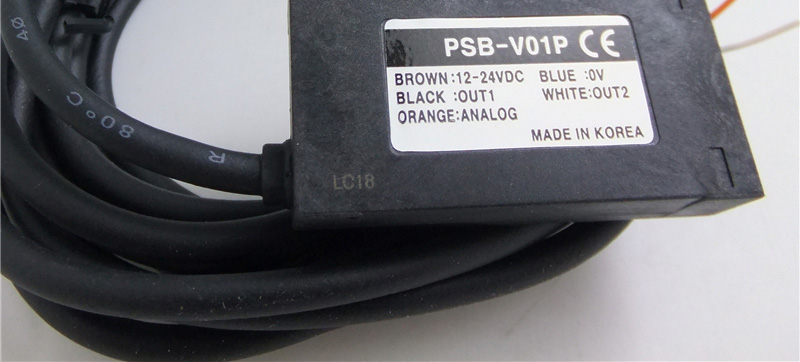 PSB-V01P CE
BROWN:12-24VDC BLUE :0V
BLACK :OUT1 WHITE:OUT2
ORANGE:ANALOG
MADE IN KOREA
LC18
80°C
R